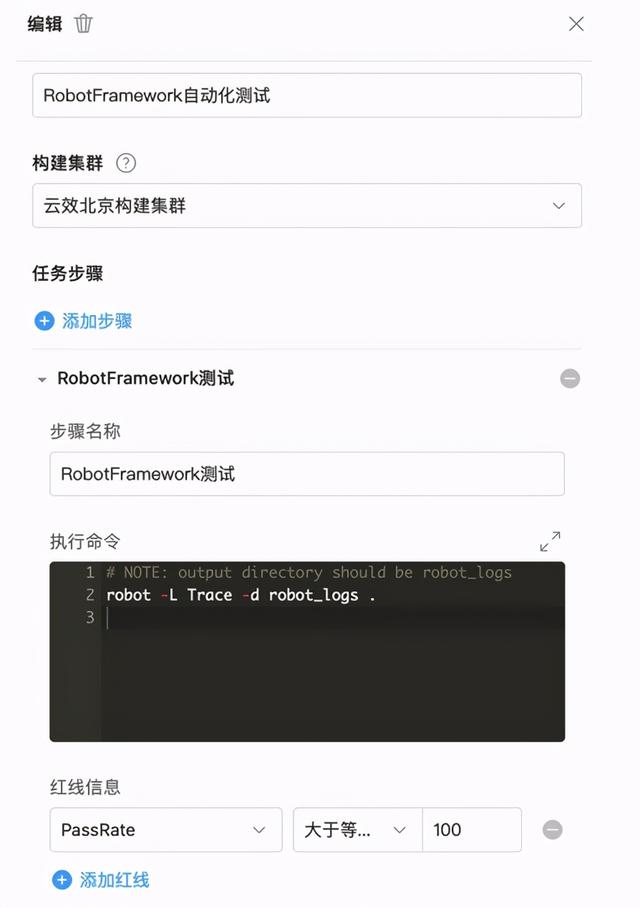 编辑
RobotFramework自动化测试
构建集群 ?
云效北京构建集群
任务步骤
添加步骤
RobotFramework测试
步骤名称
RobotFramework测试
执行命令
1 # NOTE: output directory should be robot_logs
2 robot -L Trace -d robot_logs .
3
红线信息
PassRate 大于等... 100
添加红线